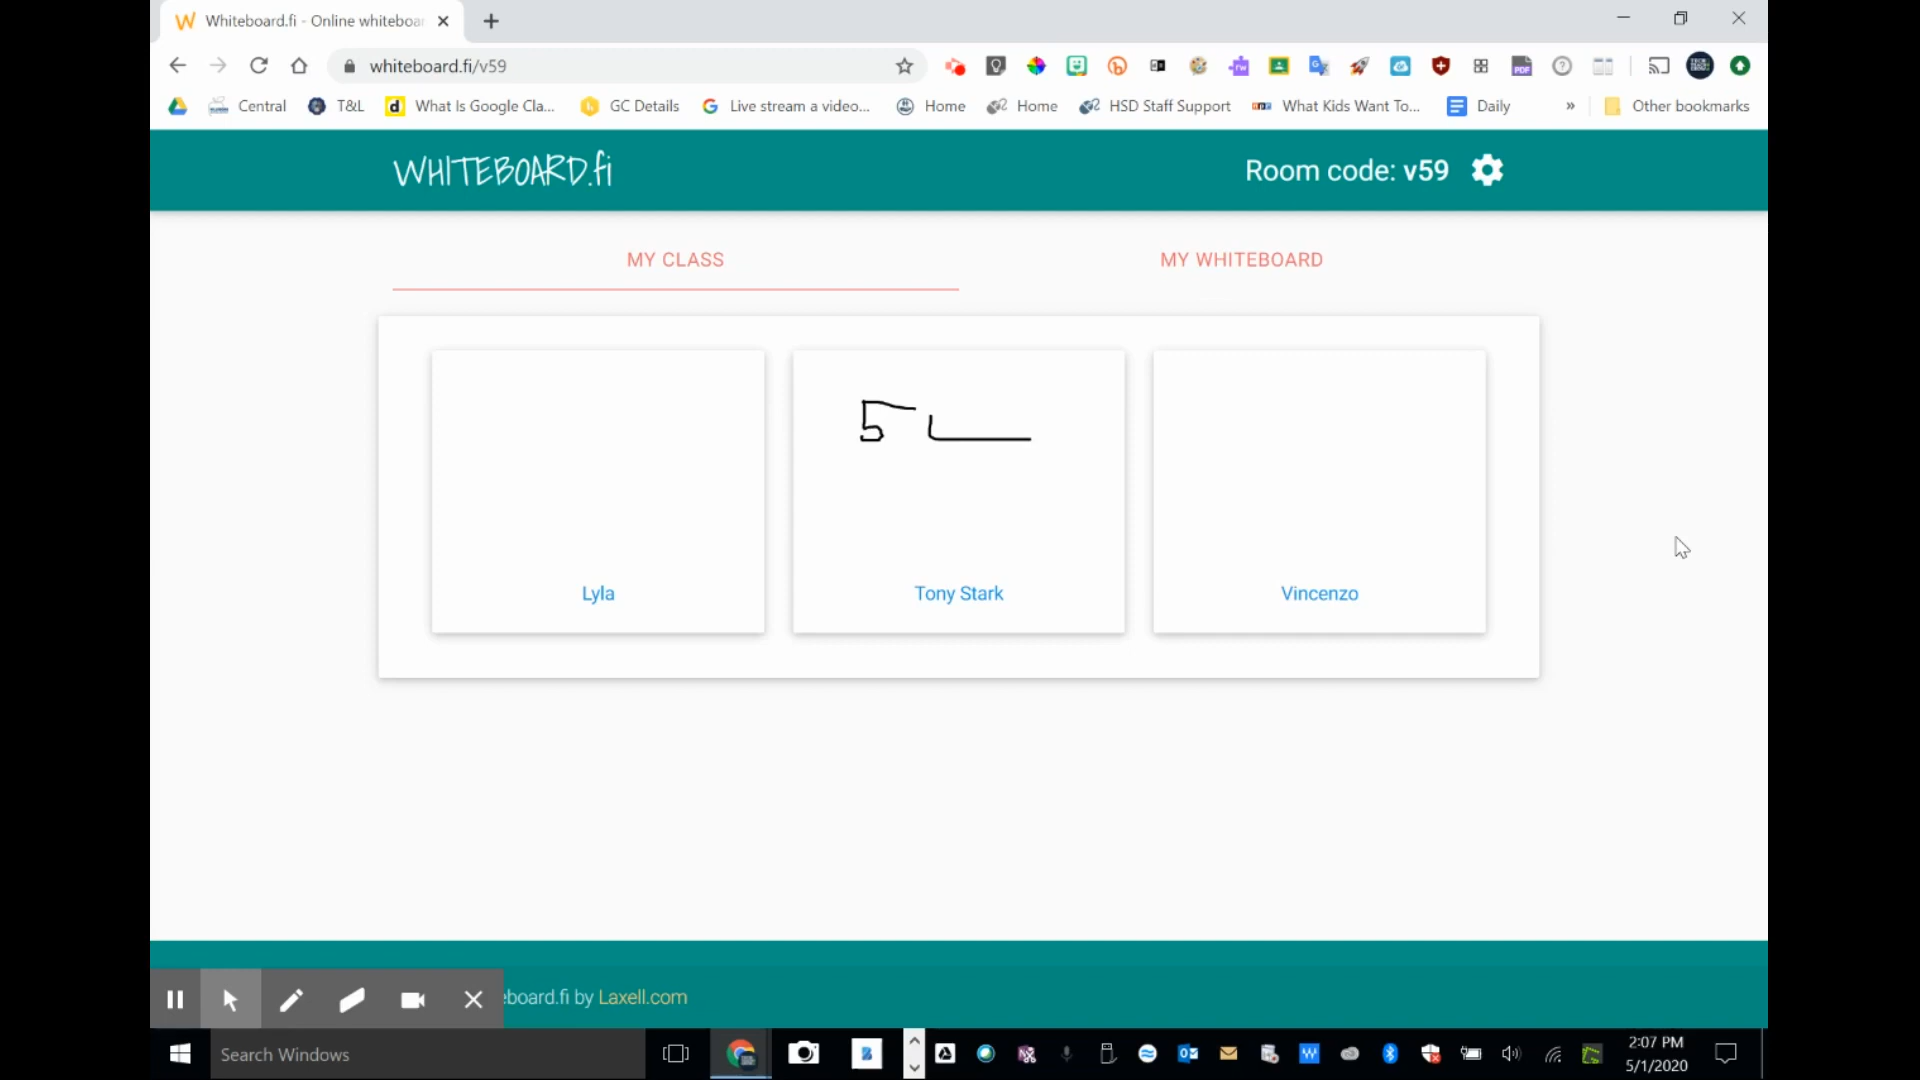 Whiteboard.fi - Online whiteboar
whiteboard.fi/v59
Central T&L What Is Google Cla... GC Details Live stream a video... Home Home HSD Staff Support What Kids Want To... Daily » Other bookmarks
WHITEBOARD.fi Room code: v59
MY CLASS MY WHITEBOARD
5
Lyla Tony Stark Vincenzo
eboard.fi by Laxell.com
Search Windows
2:07 PM
5/1/2020